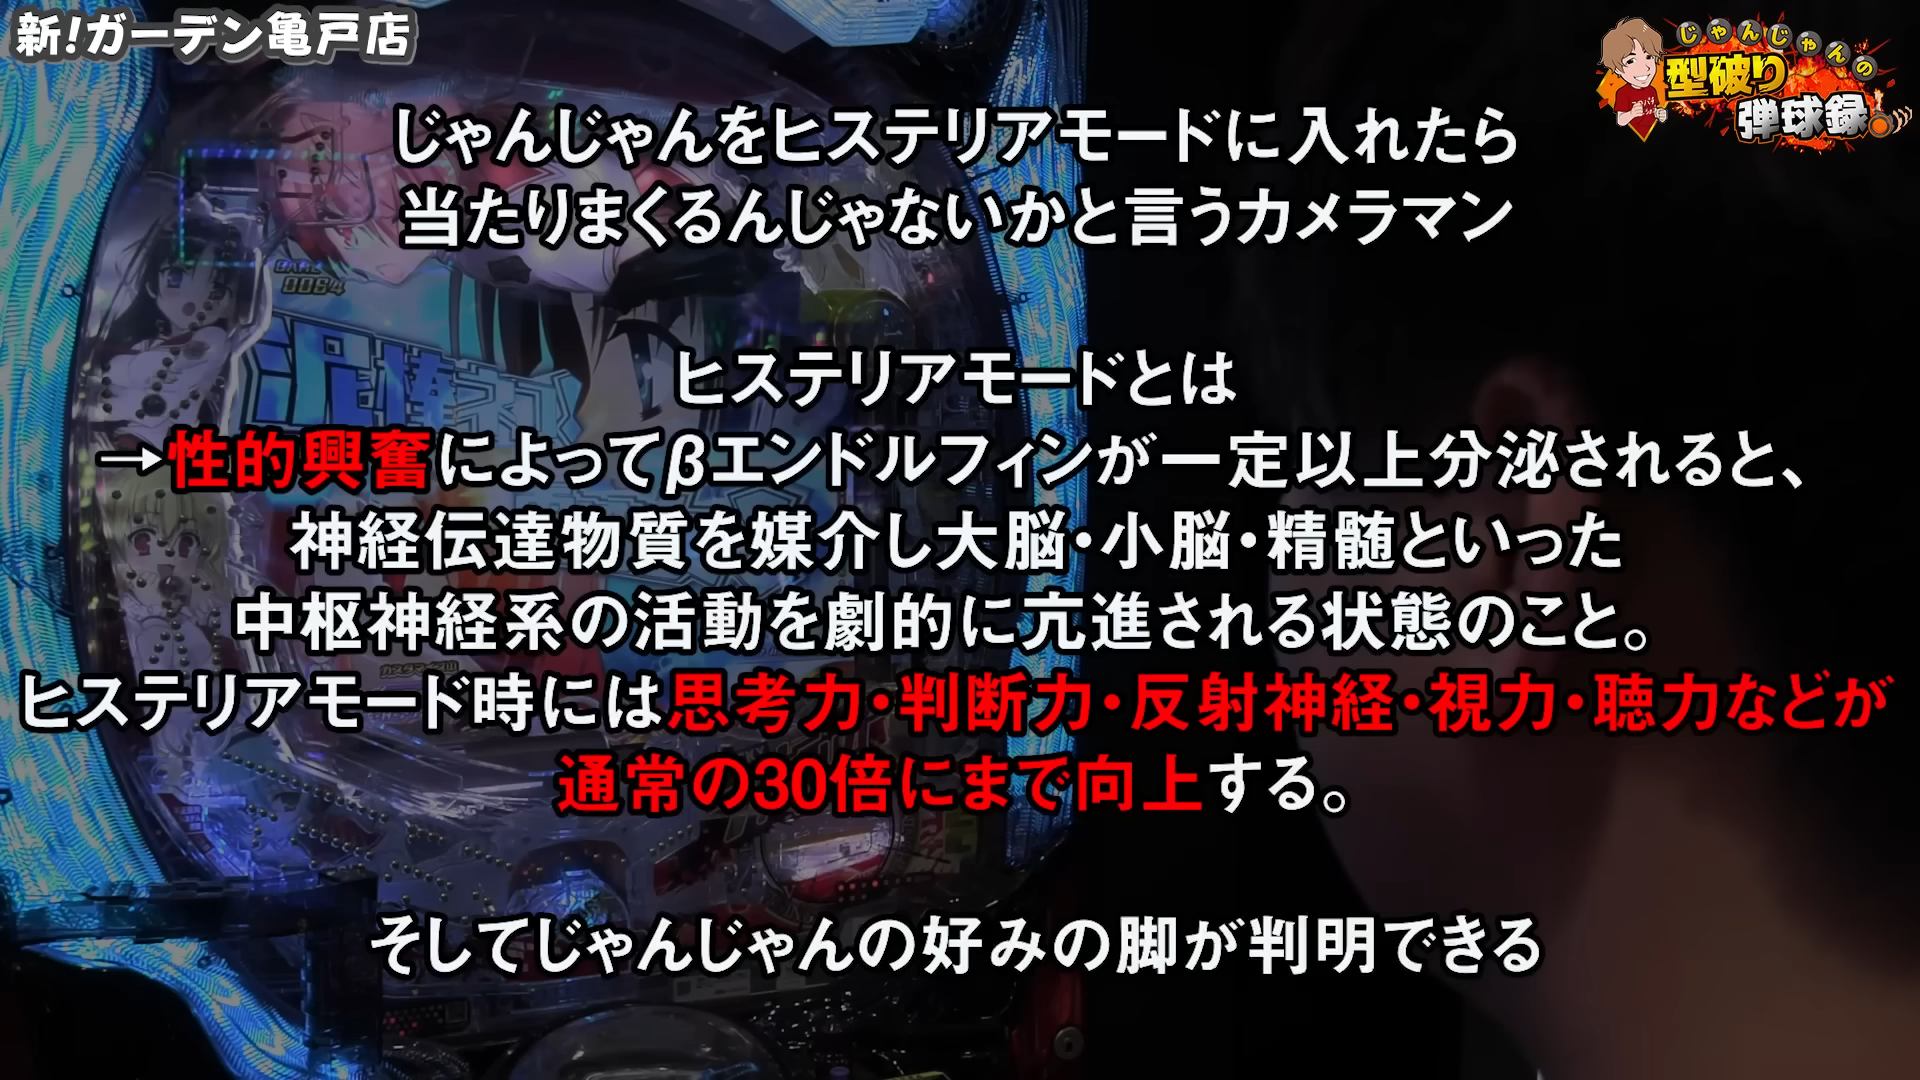 新!ガーデン亀戸店
じゃんじゃんの
型破り
弾球録
じゃんじゃんをヒステリアモードに入れたら
当たりまくるんじゃないかと言うカメラマン
ヒステリアモードとは
→性的興奮によってβエンドルフィンが一定以上分泌されると、
神経伝達物質を媒介し大脳・小脳・精髄といった
中枢神経系の活動を劇的に亢進される状態のこと。
ヒステリアモード時には思考力・判断力・反射神経・視力・聴力などが
通常の30倍にまで向上する。
そしてじゃんじゃんの好みの脚が判明できる
0064
カスタマイズ